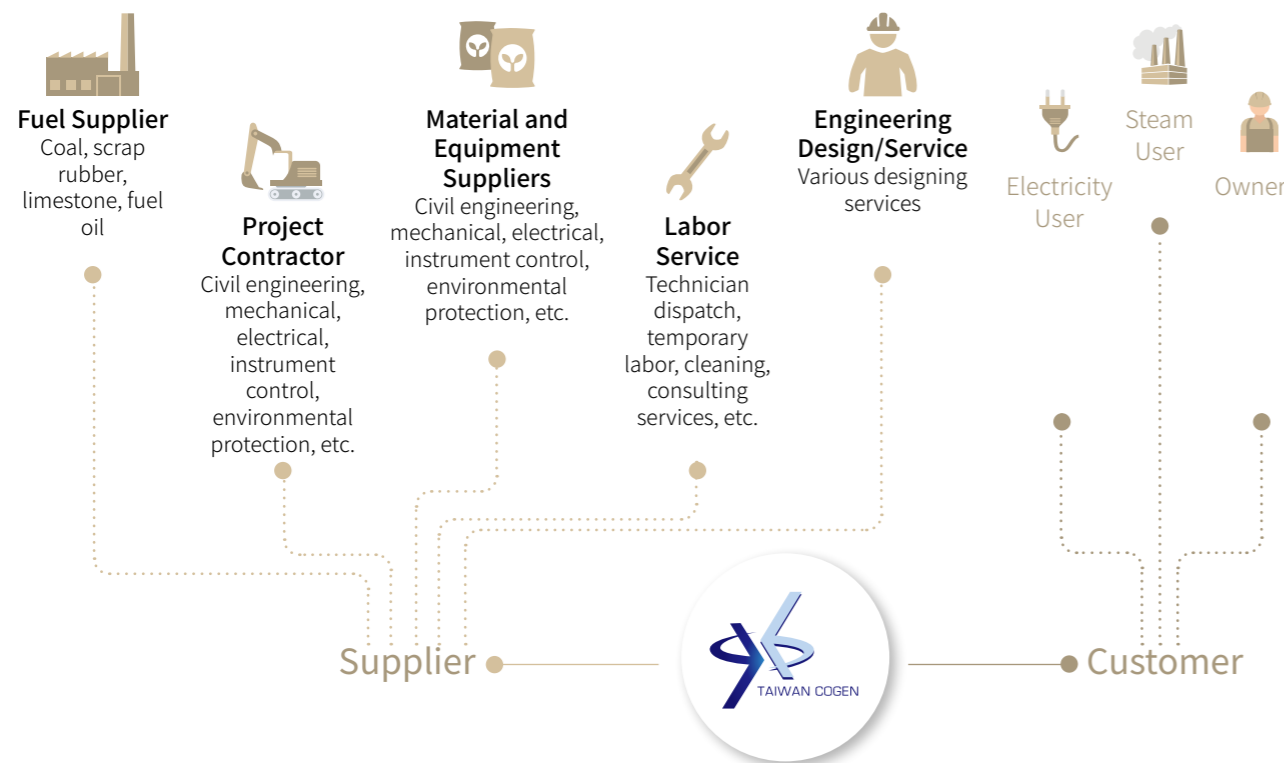 Fuel Supplier
Coal, scrap
rubber,
limestone, fuel
oil
Project
Contractor
Civil engineering,
mechanical,
electrical,
instrument
control,
environmental
protection, etc.
Material and
Equipment
Suppliers
Civil engineering,
mechanical, electrical,
instrument control,
environmental
protection, etc.
Labor
Service
Technician
dispatch,
temporary
labor, cleaning,
consulting
services, etc.
Engineering
Design/Service
Various designing
services
Electricity
User
Steam
User
Owner
Supplier
TAIWAN COGEN
Customer